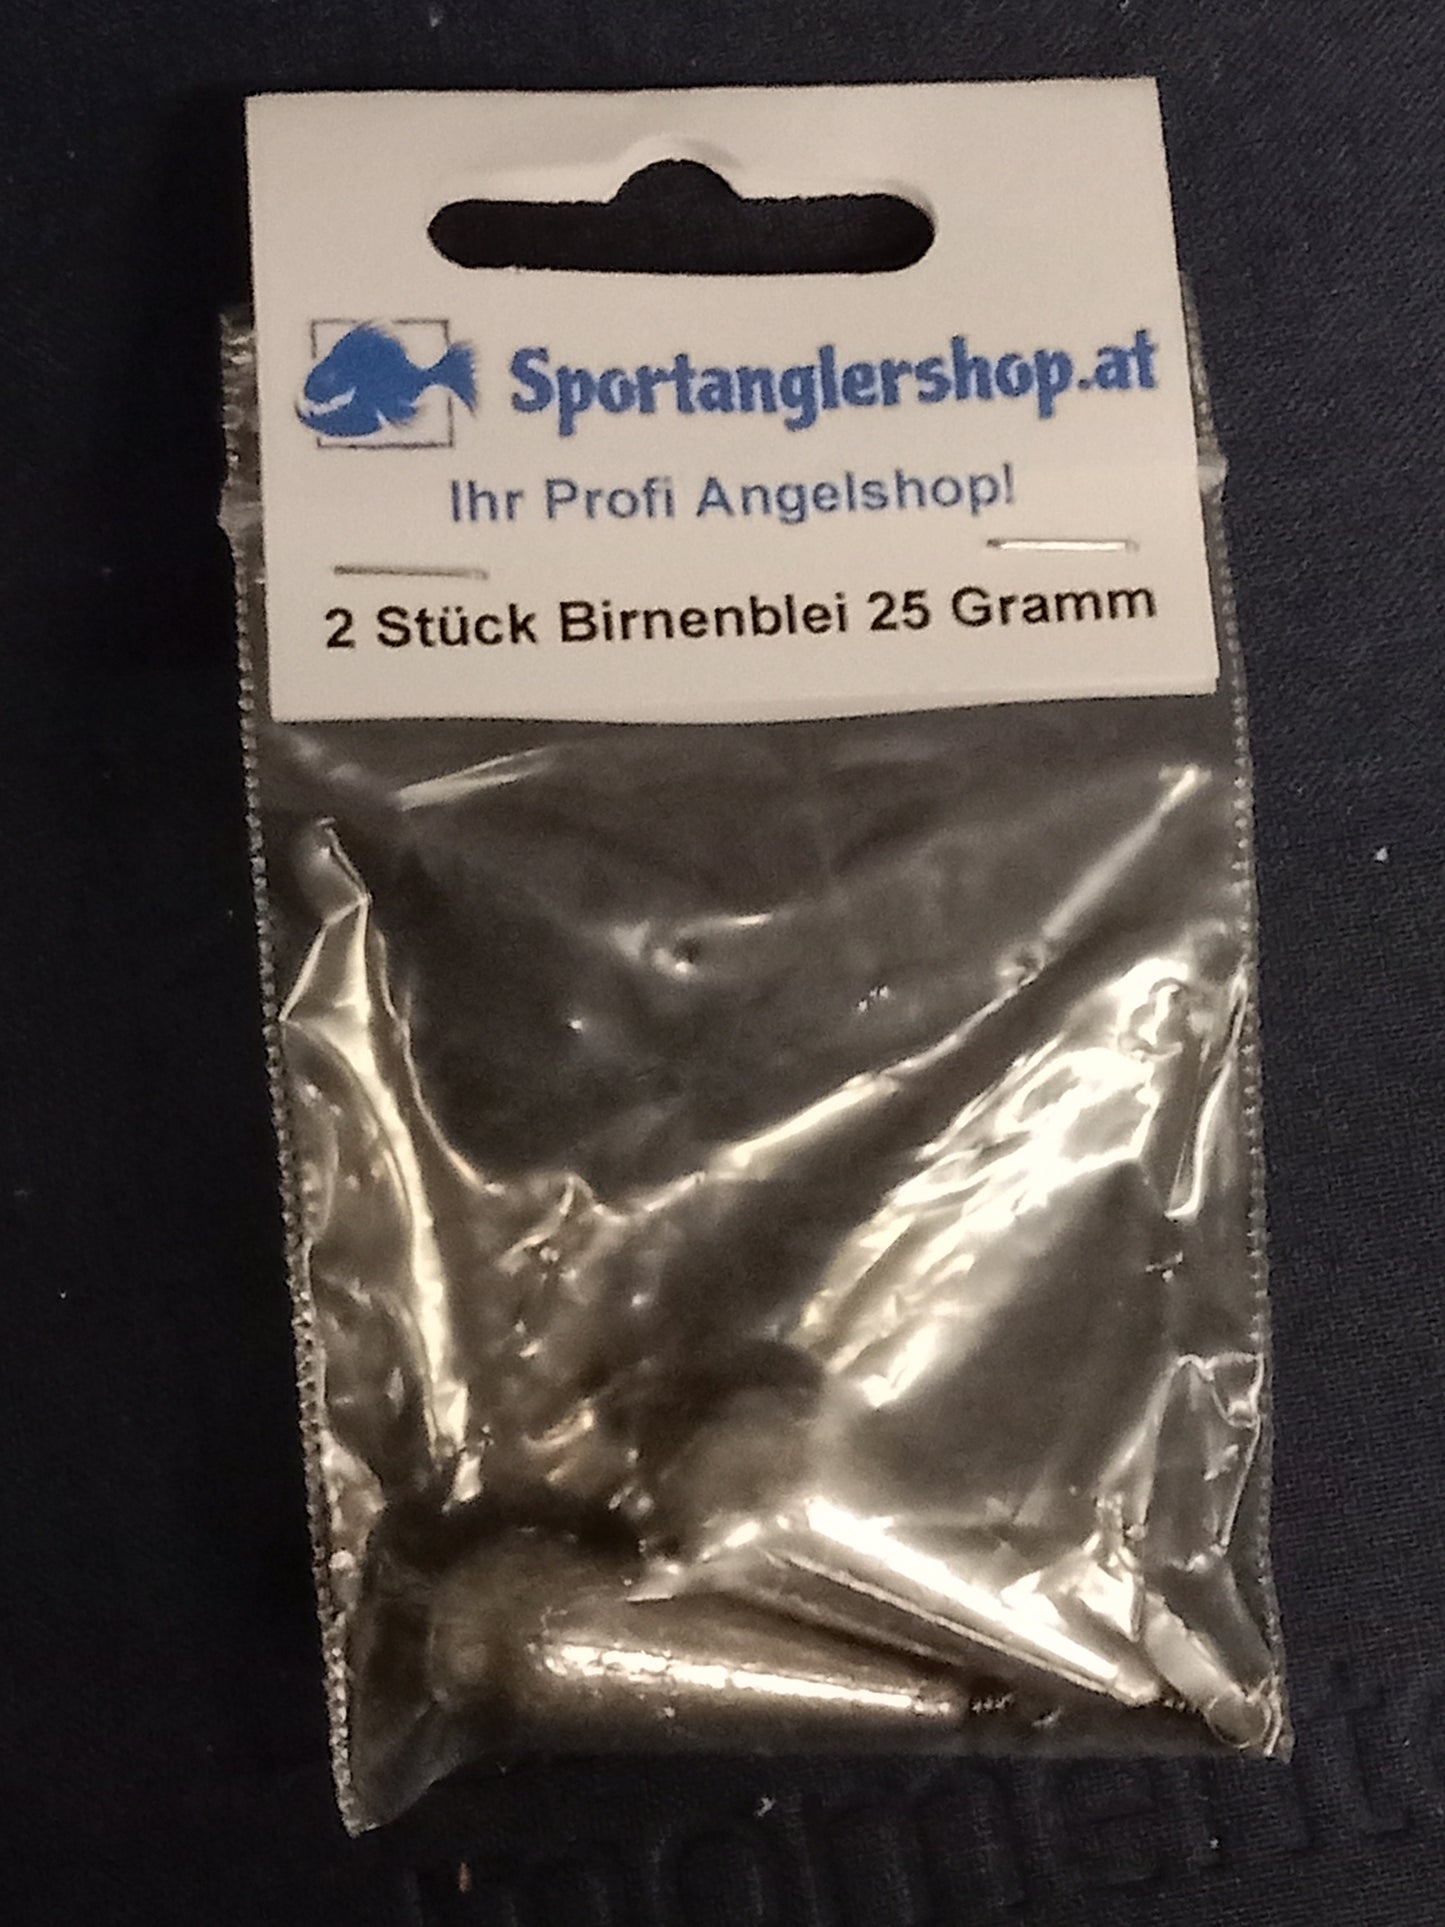 Sportanglershop.at
Ihr Profi Angelshop!
2 Stück Birnenblei 25 Gramm